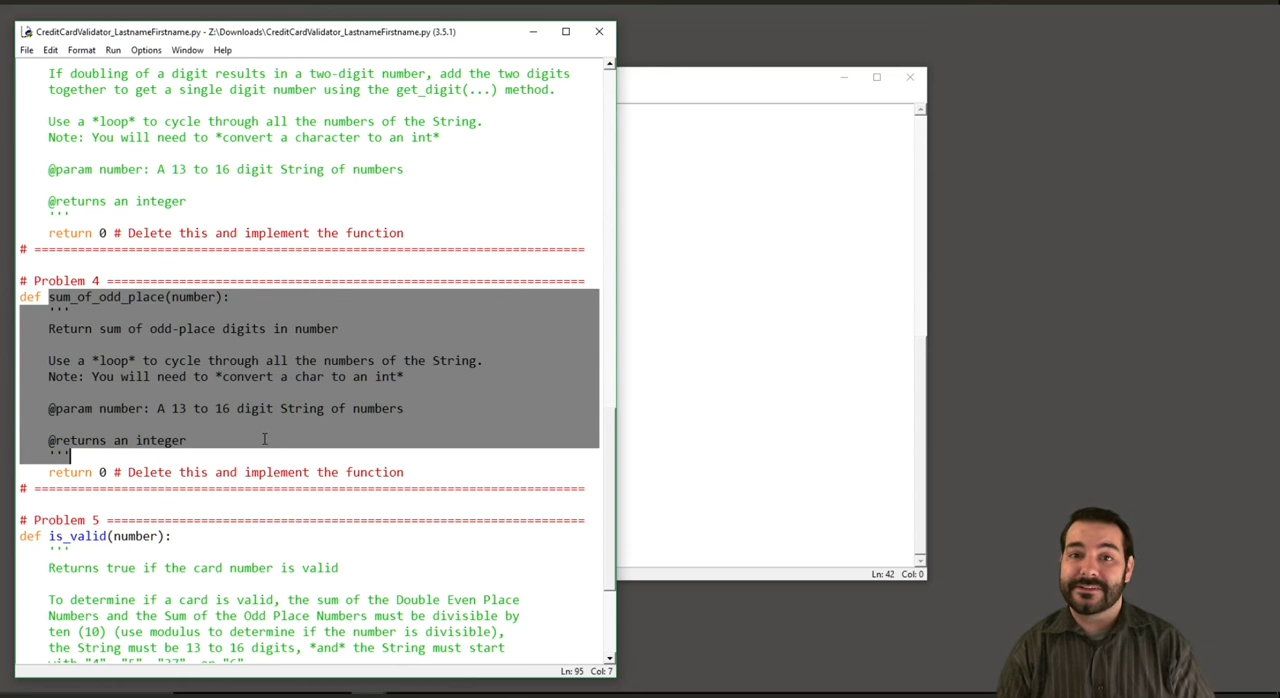 CreditCardValidator_LastnameFirstname.py - Z:\Downloads\CreditCardValidator_LastnameFirstname.py (3.5.1)
File Edit Format Run Options Window Help
If doubling of a digit results in a two-digit number, add the two digits
together to get a single digit number using the get_digit(...) method.
Use a *loop* to cycle through all the numbers of the String.
Note: You will need to *convert a character to an int*
@param number: A 13 to 16 digit String of numbers
@returns an integer
'''
return 0 # Delete this and implement the function
# ==================================================================
# Problem 4 ==================================================================
def sum_of_odd_place(number):
'''
Return sum of odd-place digits in number
Use a *loop* to cycle through all the numbers of the String.
Note: You will need to *convert a char to an int*
@param number: A 13 to 16 digit String of numbers
@returns an integer
'''
return 0 # Delete this and implement the function
# ==================================================================
# Problem 5 ==================================================================
def is_valid(number):
'''
Returns true if the card number is valid
To determine if a card is valid, the sum of the Double Even Place
Numbers and the Sum of the Odd Place Numbers must be divisible by
ten (10) (use modulus to determine if the number is divisible),
the String must be 13 to 16 digits, *and* the String must start
with "4", "5", "37", or "6"
Ln: 95 Col: 7
Ln: 42 Col: 0